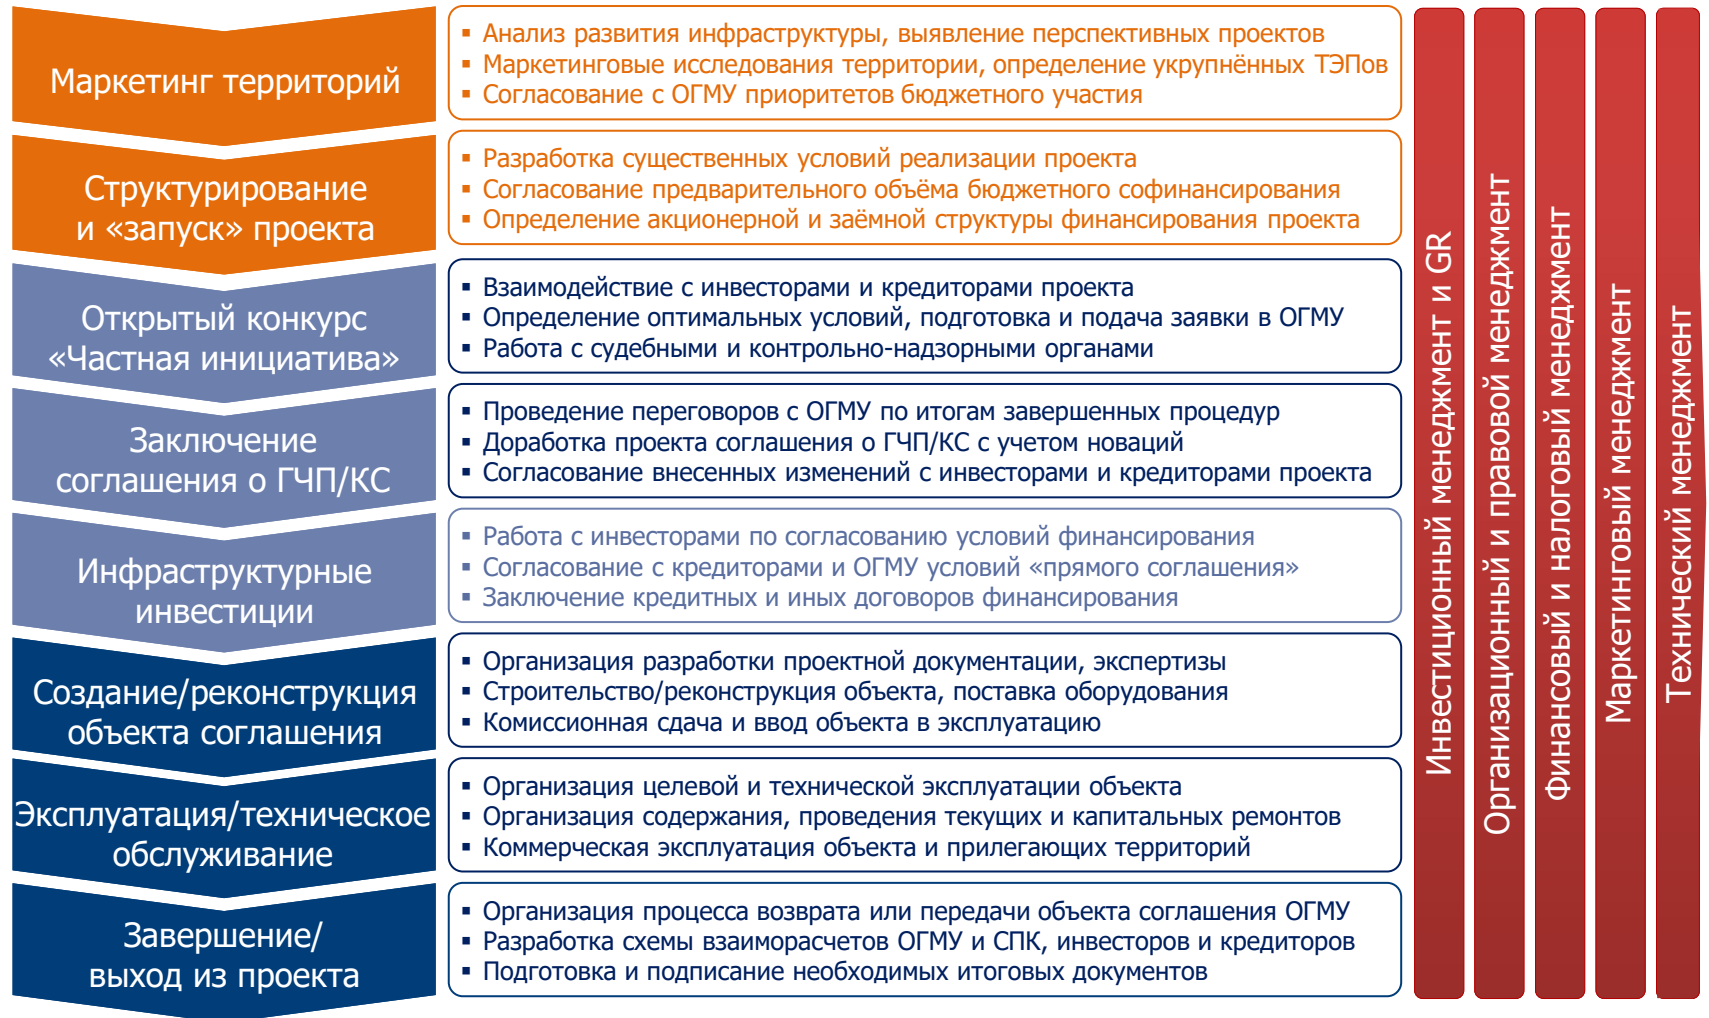 Маркетинг территорий
▪ Анализ развития инфраструктуры, выявление перспективных проектов
▪ Маркетинговые исследования территории, определение укрупнённых ТЭПов
▪ Согласование с ОГМУ приоритетов бюджетного участия
Структурирование
и «запуск» проекта
▪ Разработка существенных условий реализации проекта
▪ Согласование предварительного объёма бюджетного софинансирования
▪ Определение акционерной и заёмной структуры финансирования проекта
Открытый конкурс
«Частная инициатива»
▪ Взаимодействие с инвесторами и кредиторами проекта
▪ Определение оптимальных условий, подготовка и подача заявки в ОГМУ
▪ Работа с судебными и контрольно-надзорными органами
Заключение
соглашения о ГЧП/КС
▪ Проведение переговоров с ОГМУ по итогам завершенных процедур
▪ Доработка проекта соглашения о ГЧП/КС с учетом новаций
▪ Согласование внесенных изменений с инвесторами и кредиторами проекта
Инфраструктурные
инвестиции
▪ Работа с инвесторами по согласованию условий финансирования
▪ Согласование с кредиторами и ОГМУ условий «прямого соглашения»
▪ Заключение кредитных и иных договоров финансирования
Создание/реконструкция
объекта соглашения
▪ Организация разработки проектной документации, экспертизы
▪ Строительство/реконструкция объекта, поставка оборудования
▪ Комиссионная сдача и ввод объекта в эксплуатацию
Эксплуатация/техническое
обслуживание
▪ Организация целевой и технической эксплуатации объекта
▪ Организация содержания, проведения текущих и капитальных ремонтов
▪ Коммерческая эксплуатация объекта и прилегающих территорий
Завершение/
выход из проекта
▪ Организация процесса возврата или передачи объекта соглашения ОГМУ
▪ Разработка схемы взаиморасчетов ОГМУ и СПК, инвесторов и кредиторов
▪ Подготовка и подписание необходимых итоговых документов
Инвестиционный менеджмент и GR
Организационный и правовой менеджмент
Финансовый и налоговый менеджмент
Маркетинговый менеджмент
Технический менеджмент